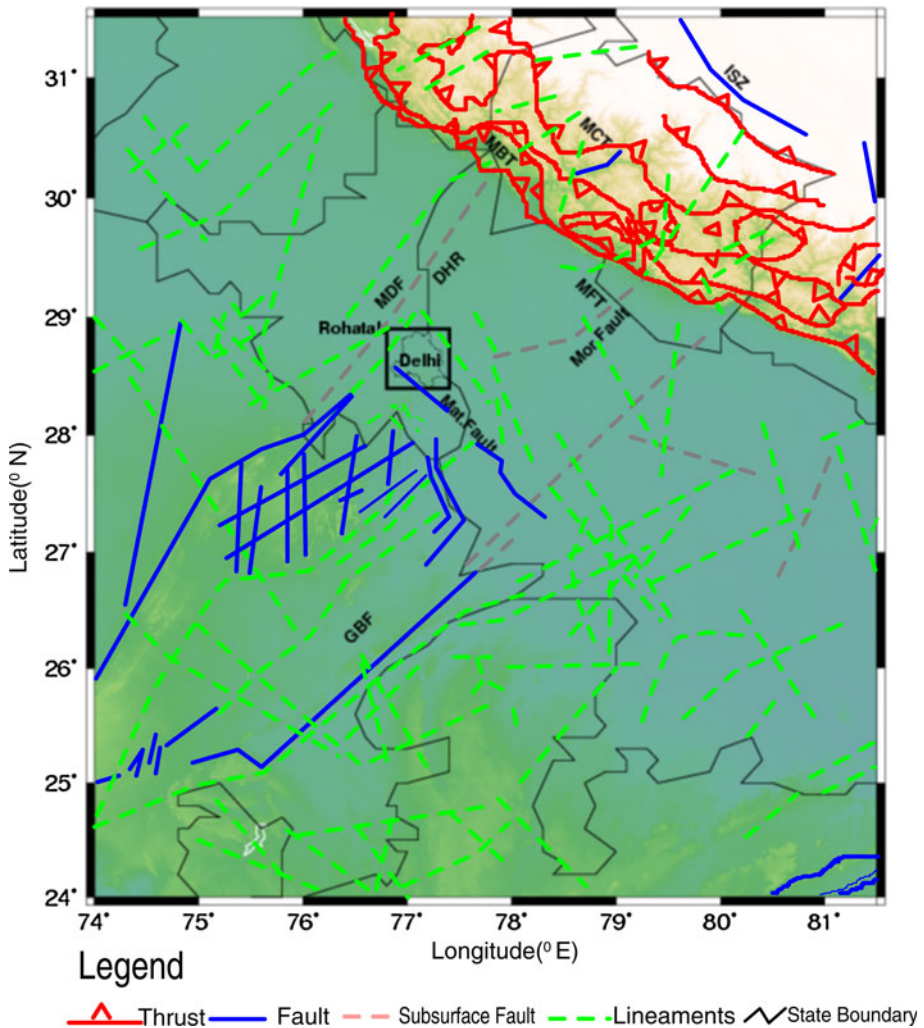 31°
30°
29°
28°
27°
26°
25°
24°
Latitude(⁰ N)
ISZ
MCT
MBT
DHR
MDF
MFT
Rohatal
Mor Fault
Delhi
Mat.Fault
GBF
74° 75° 76° 77° 78° 79° 80° 81°
Longitude(⁰ E)
Legend
Thrust Fault Subsurface Fault Lineaments State Boundary